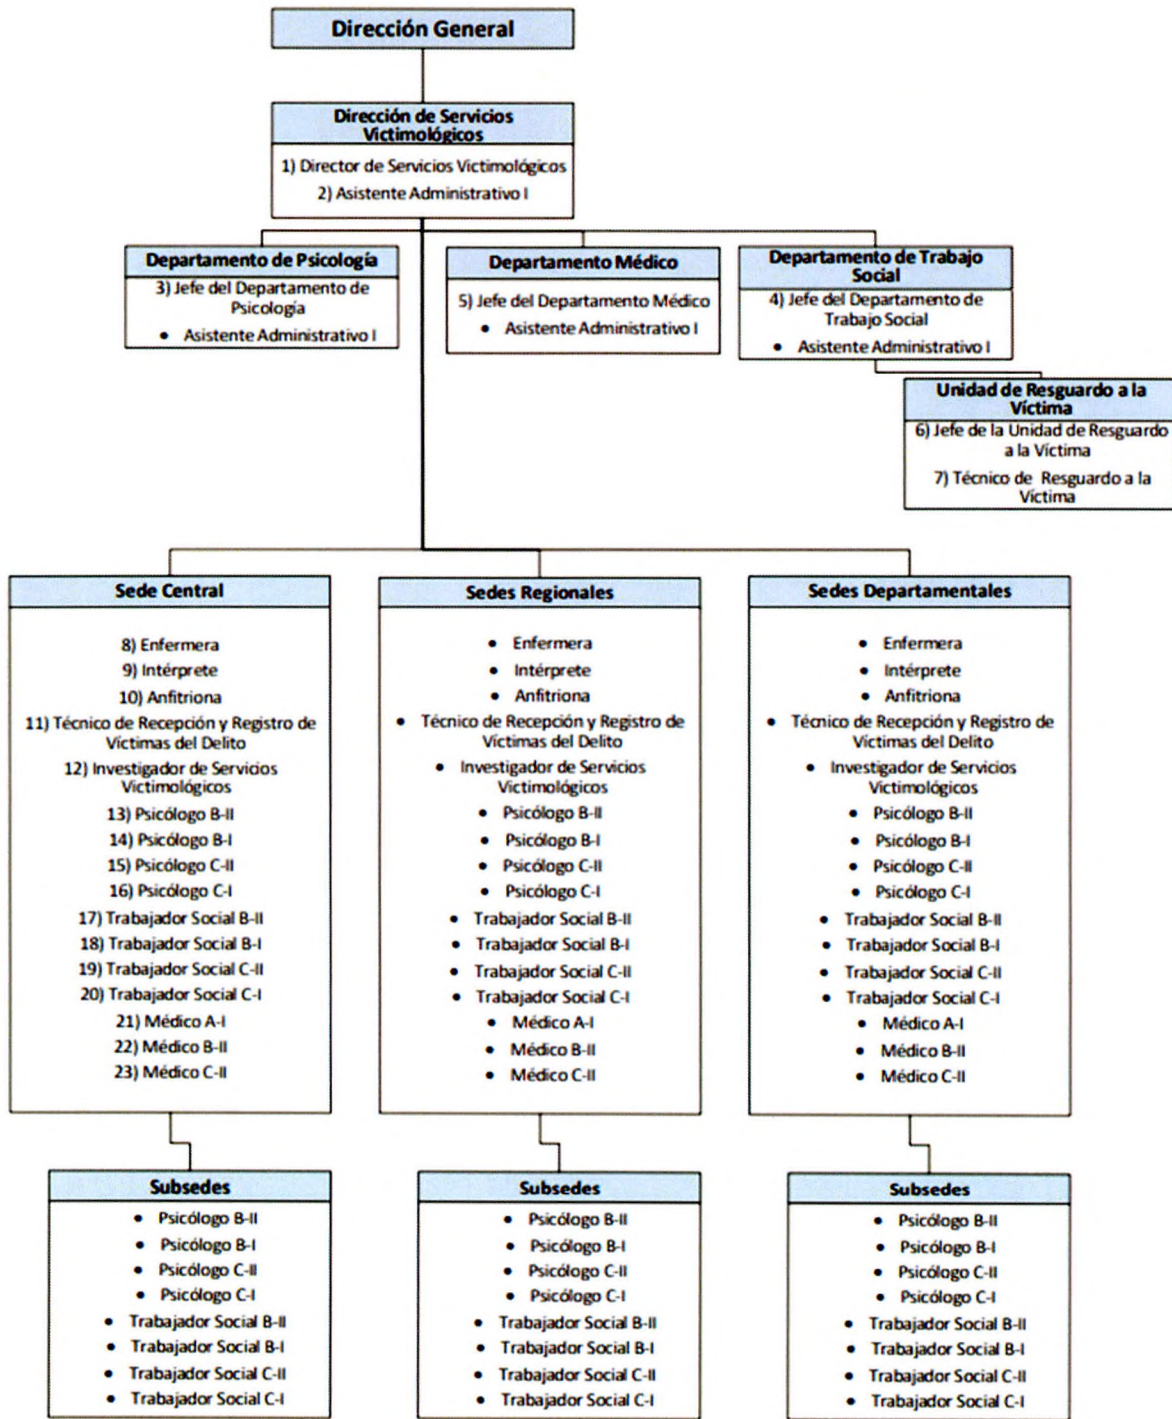 Dirección General
Dirección de Servicios
Victimológicos
1) Director de Servicios Victimológicos
2) Asistente Administrativo I
Departamento de Psicología
3) Jefe del Departamento de
Psicología
• Asistente Administrativo I
Departamento Médico
5) Jefe del Departamento Médico
• Asistente Administrativo I
Departamento de Trabajo
Social
4) Jefe del Departamento de
Trabajo Social
• Asistente Administrativo I
Unidad de Resguardo a la
Víctima
6) Jefe de la Unidad de Resguardo
a la Víctima
7) Técnico de Resguardo a la
Víctima
Sede Central
8) Enfermera
9) Intérprete
10) Anfitriona
11) Técnico de Recepción y Registro de
Víctimas del Delito
12) Investigador de Servicios
Victimológicos
13) Psicólogo B-II
14) Psicólogo B-I
15) Psicólogo C-II
16) Psicólogo C-I
17) Trabajador Social B-II
18) Trabajador Social B-I
19) Trabajador Social C-II
20) Trabajador Social C-I
21) Médico A-I
22) Médico B-II
23) Médico C-II
Sedes Regionales
• Enfermera
• Intérprete
• Anfitriona
• Técnico de Recepción y Registro de
Víctimas del Delito
• Investigador de Servicios
Victimológicos
• Psicólogo B-II
• Psicólogo B-I
• Psicólogo C-II
• Psicólogo C-I
• Trabajador Social B-II
• Trabajador Social B-I
• Trabajador Social C-II
• Trabajador Social C-I
• Médico A-I
• Médico B-II
• Médico C-II
Sedes Departamentales
• Enfermera
• Intérprete
• Anfitriona
• Técnico de Recepción y Registro de
Víctimas del Delito
• Investigador de Servicios
Victimológicos
• Psicólogo B-II
• Psicólogo B-I
• Psicólogo C-II
• Psicólogo C-I
• Trabajador Social B-II
• Trabajador Social B-I
• Trabajador Social C-II
• Trabajador Social C-I
• Médico A-I
• Médico B-II
• Médico C-II
Subsedes
• Psicólogo B-II
• Psicólogo B-I
• Psicólogo C-II
• Psicólogo C-I
• Trabajador Social B-II
• Trabajador Social B-I
• Trabajador Social C-II
• Trabajador Social C-I
Subsedes
• Psicólogo B-II
• Psicólogo B-I
• Psicólogo C-II
• Psicólogo C-I
• Trabajador Social B-II
• Trabajador Social B-I
• Trabajador Social C-II
• Trabajador Social C-I
Subsedes
• Psicólogo B-II
• Psicólogo B-I
• Psicólogo C-II
• Psicólogo C-I
• Trabajador Social B-II
• Trabajador Social B-I
• Trabajador Social C-II
• Trabajador Social C-I